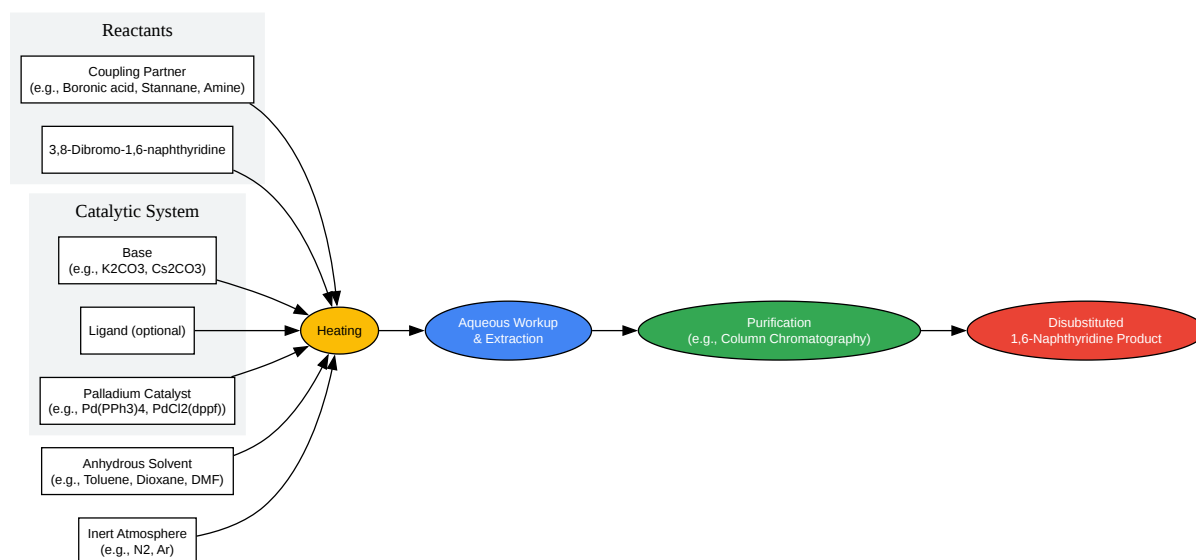 Reactants
Coupling Partner
(e.g., Boronic acid, Stannane, Amine)
3,8-Dibromo-1,6-naphthyridine
Catalytic System
Base
(e.g., K2CO3, Cs2CO3)
Ligand (optional)
Palladium Catalyst
(e.g., Pd(PPh3)4, PdCl2(dppf))
Anhydrous Solvent
(e.g., Toluene, Dioxane, DMF)
Inert Atmosphere
(e.g., N2, Ar)
Heating
Aqueous Workup
& Extraction
Purification
(e.g., Column Chromatography)
Disubstituted
1,6-Naphthyridine Product